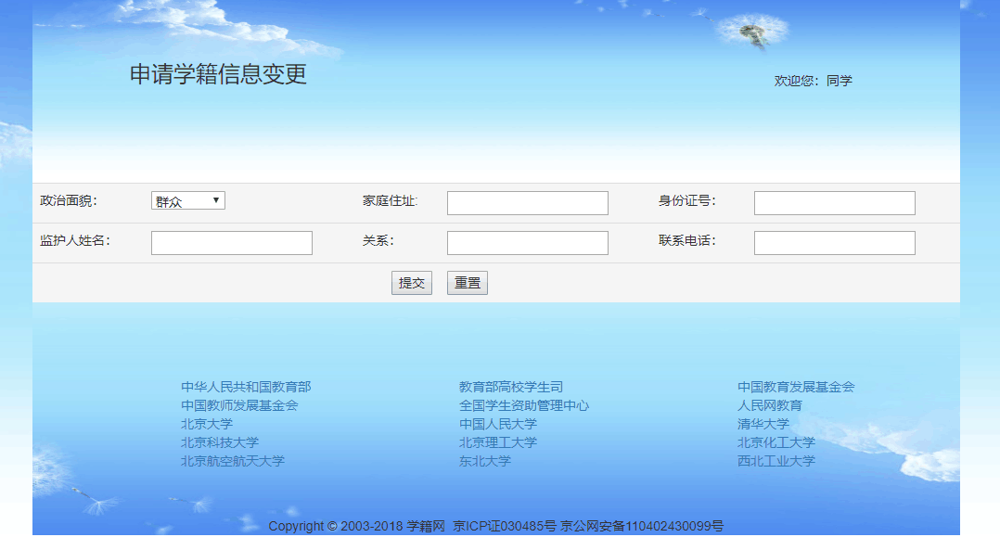 申请学籍信息变更
欢迎您：同学
政治面貌： 群众 家庭住址: 身份证号：
监护人姓名： 关系： 联系电话：
提交 重置
中华人民共和国教育部 教育部高校学生司 中国教育发展基金会
中国教师发展基金会 全国学生资助管理中心 人民网教育
北京大学 中国人民大学 清华大学
北京科技大学 北京理工大学 北京化工大学
北京航空航天大学 东北大学 西北工业大学
Copyright © 2003-2018 学籍网 京ICP证030485号 京公网安备110402430099号